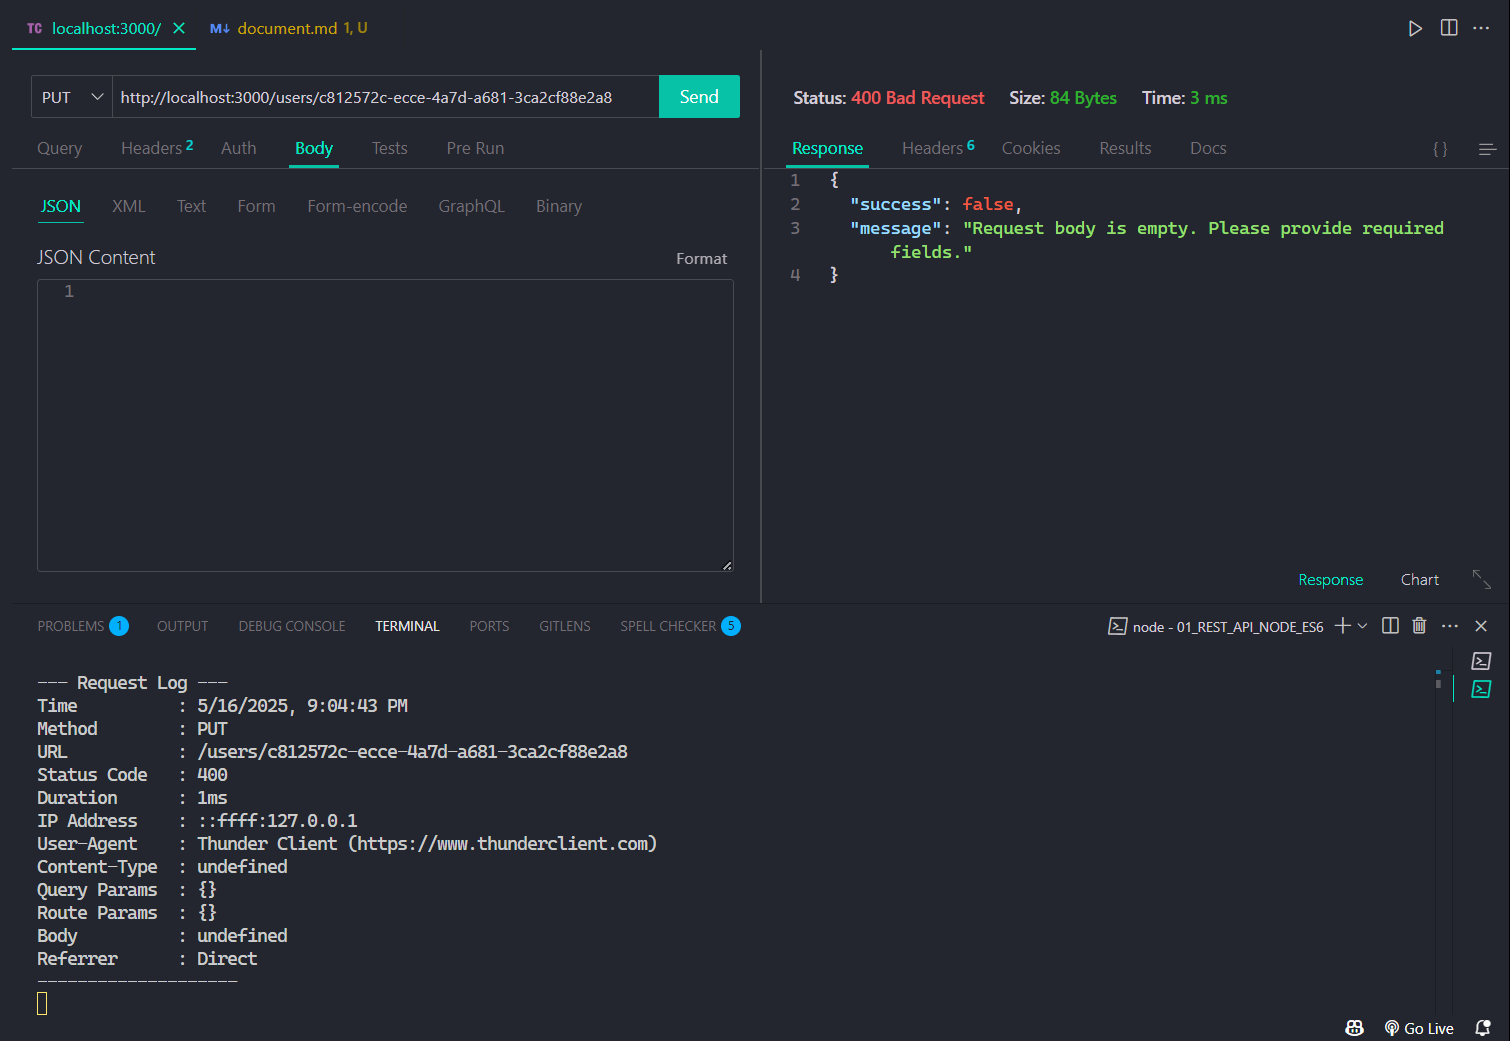 TC localhost:3000/ × M↓ document.md 1, U
PUT http://localhost:3000/users/c812572c-ecce-4a7d-a681-3ca2cf88e2a8 Send
Query Headers 2 Auth Body Tests Pre Run
JSON XML Text Form Form-encode GraphQL Binary
JSON Content Format
1
Status: 400 Bad Request Size: 84 Bytes Time: 3 ms
Response Headers 6 Cookies Results Docs { }
1 {
2 "success": false,
3 "message": "Request body is empty. Please provide required
fields."
4 }
Response Chart
PROBLEMS 1 OUTPUT DEBUG CONSOLE TERMINAL PORTS GITLENS SPELL CHECKER 5 node - 01_REST_API_NODE_ES6
--- Request Log ---
Time : 5/16/2025, 9:04:43 PM
Method : PUT
URL : /users/c812572c-ecce-4a7d-a681-3ca2cf88e2a8
Status Code : 400
Duration : 1ms
IP Address : ::ffff:127.0.0.1
User-Agent : Thunder Client (https://www.thunderclient.com)
Content-Type : undefined
Query Params : {}
Route Params : {}
Body : undefined
Referrer : Direct
--------------------
Go Live